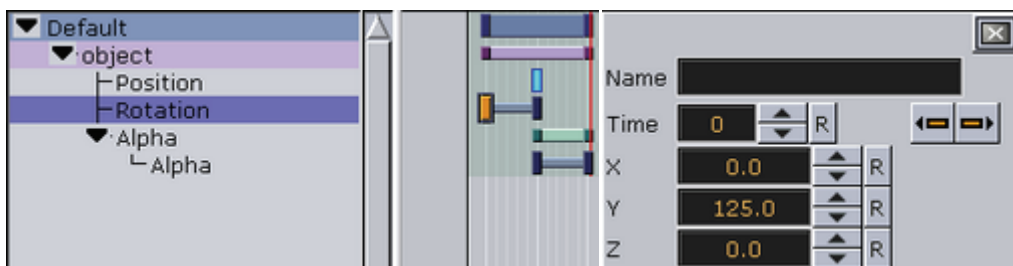 Default
object
Position
Rotation
Alpha
Alpha
Name
Time 0 R
X 0.0 R
Y 125.0 R
Z 0.0 R